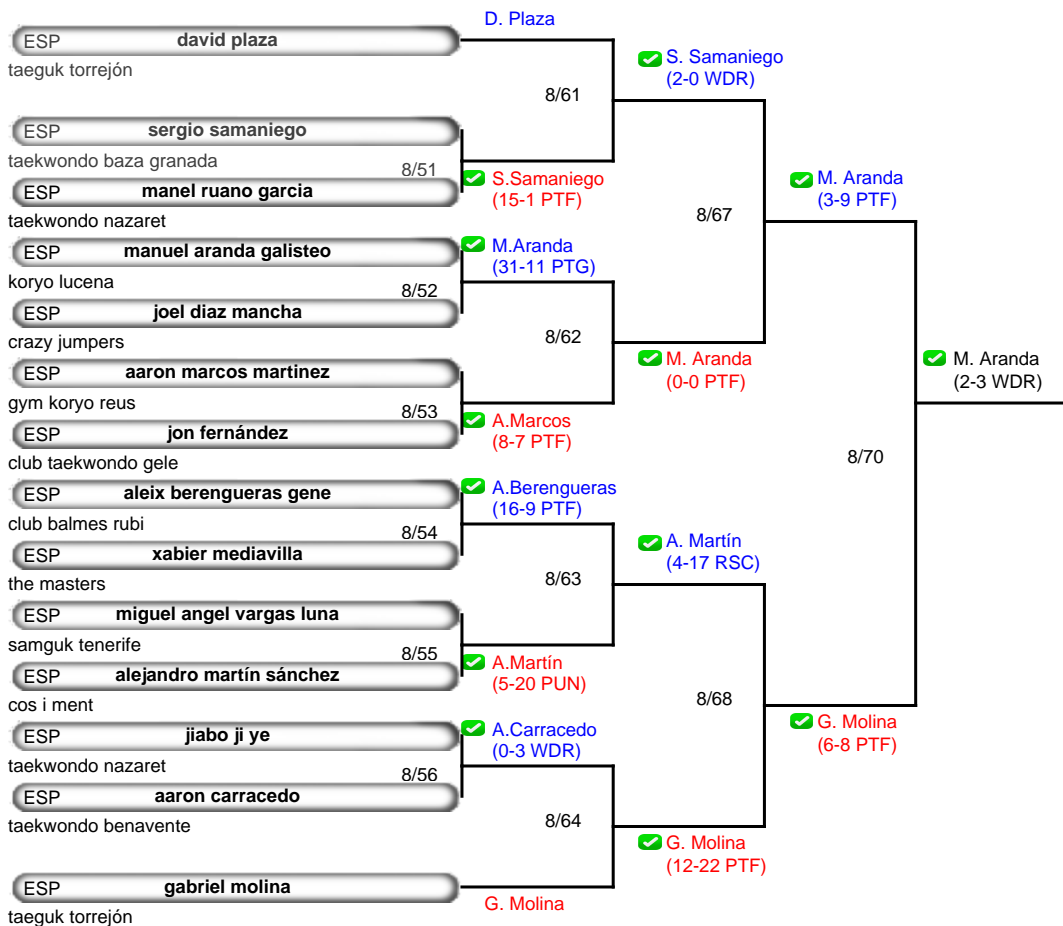 D. Plaza
ESP david plaza
taeguk torrejón
S. Samaniego
(2-0 WDR)
8/61
ESP sergio samaniego
taekwondo baza granada
8/51
S.Samaniego
(15-1 PTF)
ESP manel ruano garcia
taekwondo nazaret
M. Aranda
(3-9 PTF)
8/67
ESP manuel aranda galisteo
M.Aranda
(31-11 PTG)
koryo lucena
8/52
ESP joel diaz mancha
crazy jumpers
8/62
M. Aranda
(0-0 PTF)
M. Aranda
(2-3 WDR)
ESP aaron marcos martinez
gym koryo reus
8/53
A.Marcos
(8-7 PTF)
ESP jon fernández
club taekwondo gele
8/70
ESP aleix berengueras gene
A.Berengueras
(16-9 PTF)
club balmes rubi
8/54
ESP xabier mediavilla
the masters
A. Martín
(4-17 RSC)
8/63
ESP miguel angel vargas luna
samguk tenerife
8/55
A.Martín
(5-20 PUN)
ESP alejandro martín sánchez
cos i ment
8/68
G. Molina
(6-8 PTF)
ESP jiabo ji ye
A.Carracedo
(0-3 WDR)
taekwondo nazaret
8/56
ESP aaron carracedo
taekwondo benavente
8/64
G. Molina
(12-22 PTF)
ESP gabriel molina
G. Molina
taeguk torrejón